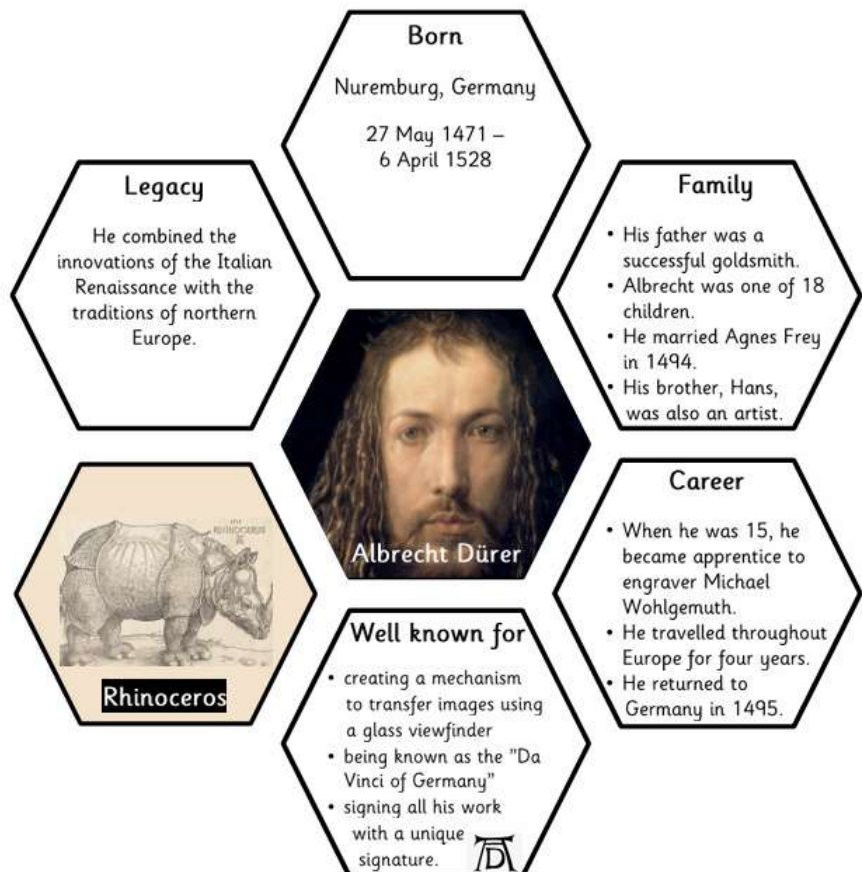 Born
Nuremburg, Germany
27 May 1471 –
6 April 1528
Legacy
He combined the
innovations of the Italian
Renaissance with the
traditions of northern
Europe.
Family
• His father was a
successful goldsmith.
• Albrecht was one of 18
children.
• He married Agnes Frey
in 1494.
• His brother, Hans,
was also an artist.
Albrecht Dürer
RHINOCERVS
Rhinoceros
Career
• When he was 15, he
became apprentice to
engraver Michael
Wohlgemuth.
• He travelled throughout
Europe for four years.
• He returned to
Germany in 1495.
Well known for
• creating a mechanism
to transfer images using
a glass viewfinder
• being known as the "Da
Vinci of Germany"
• signing all his work
with a unique
signature.
AD